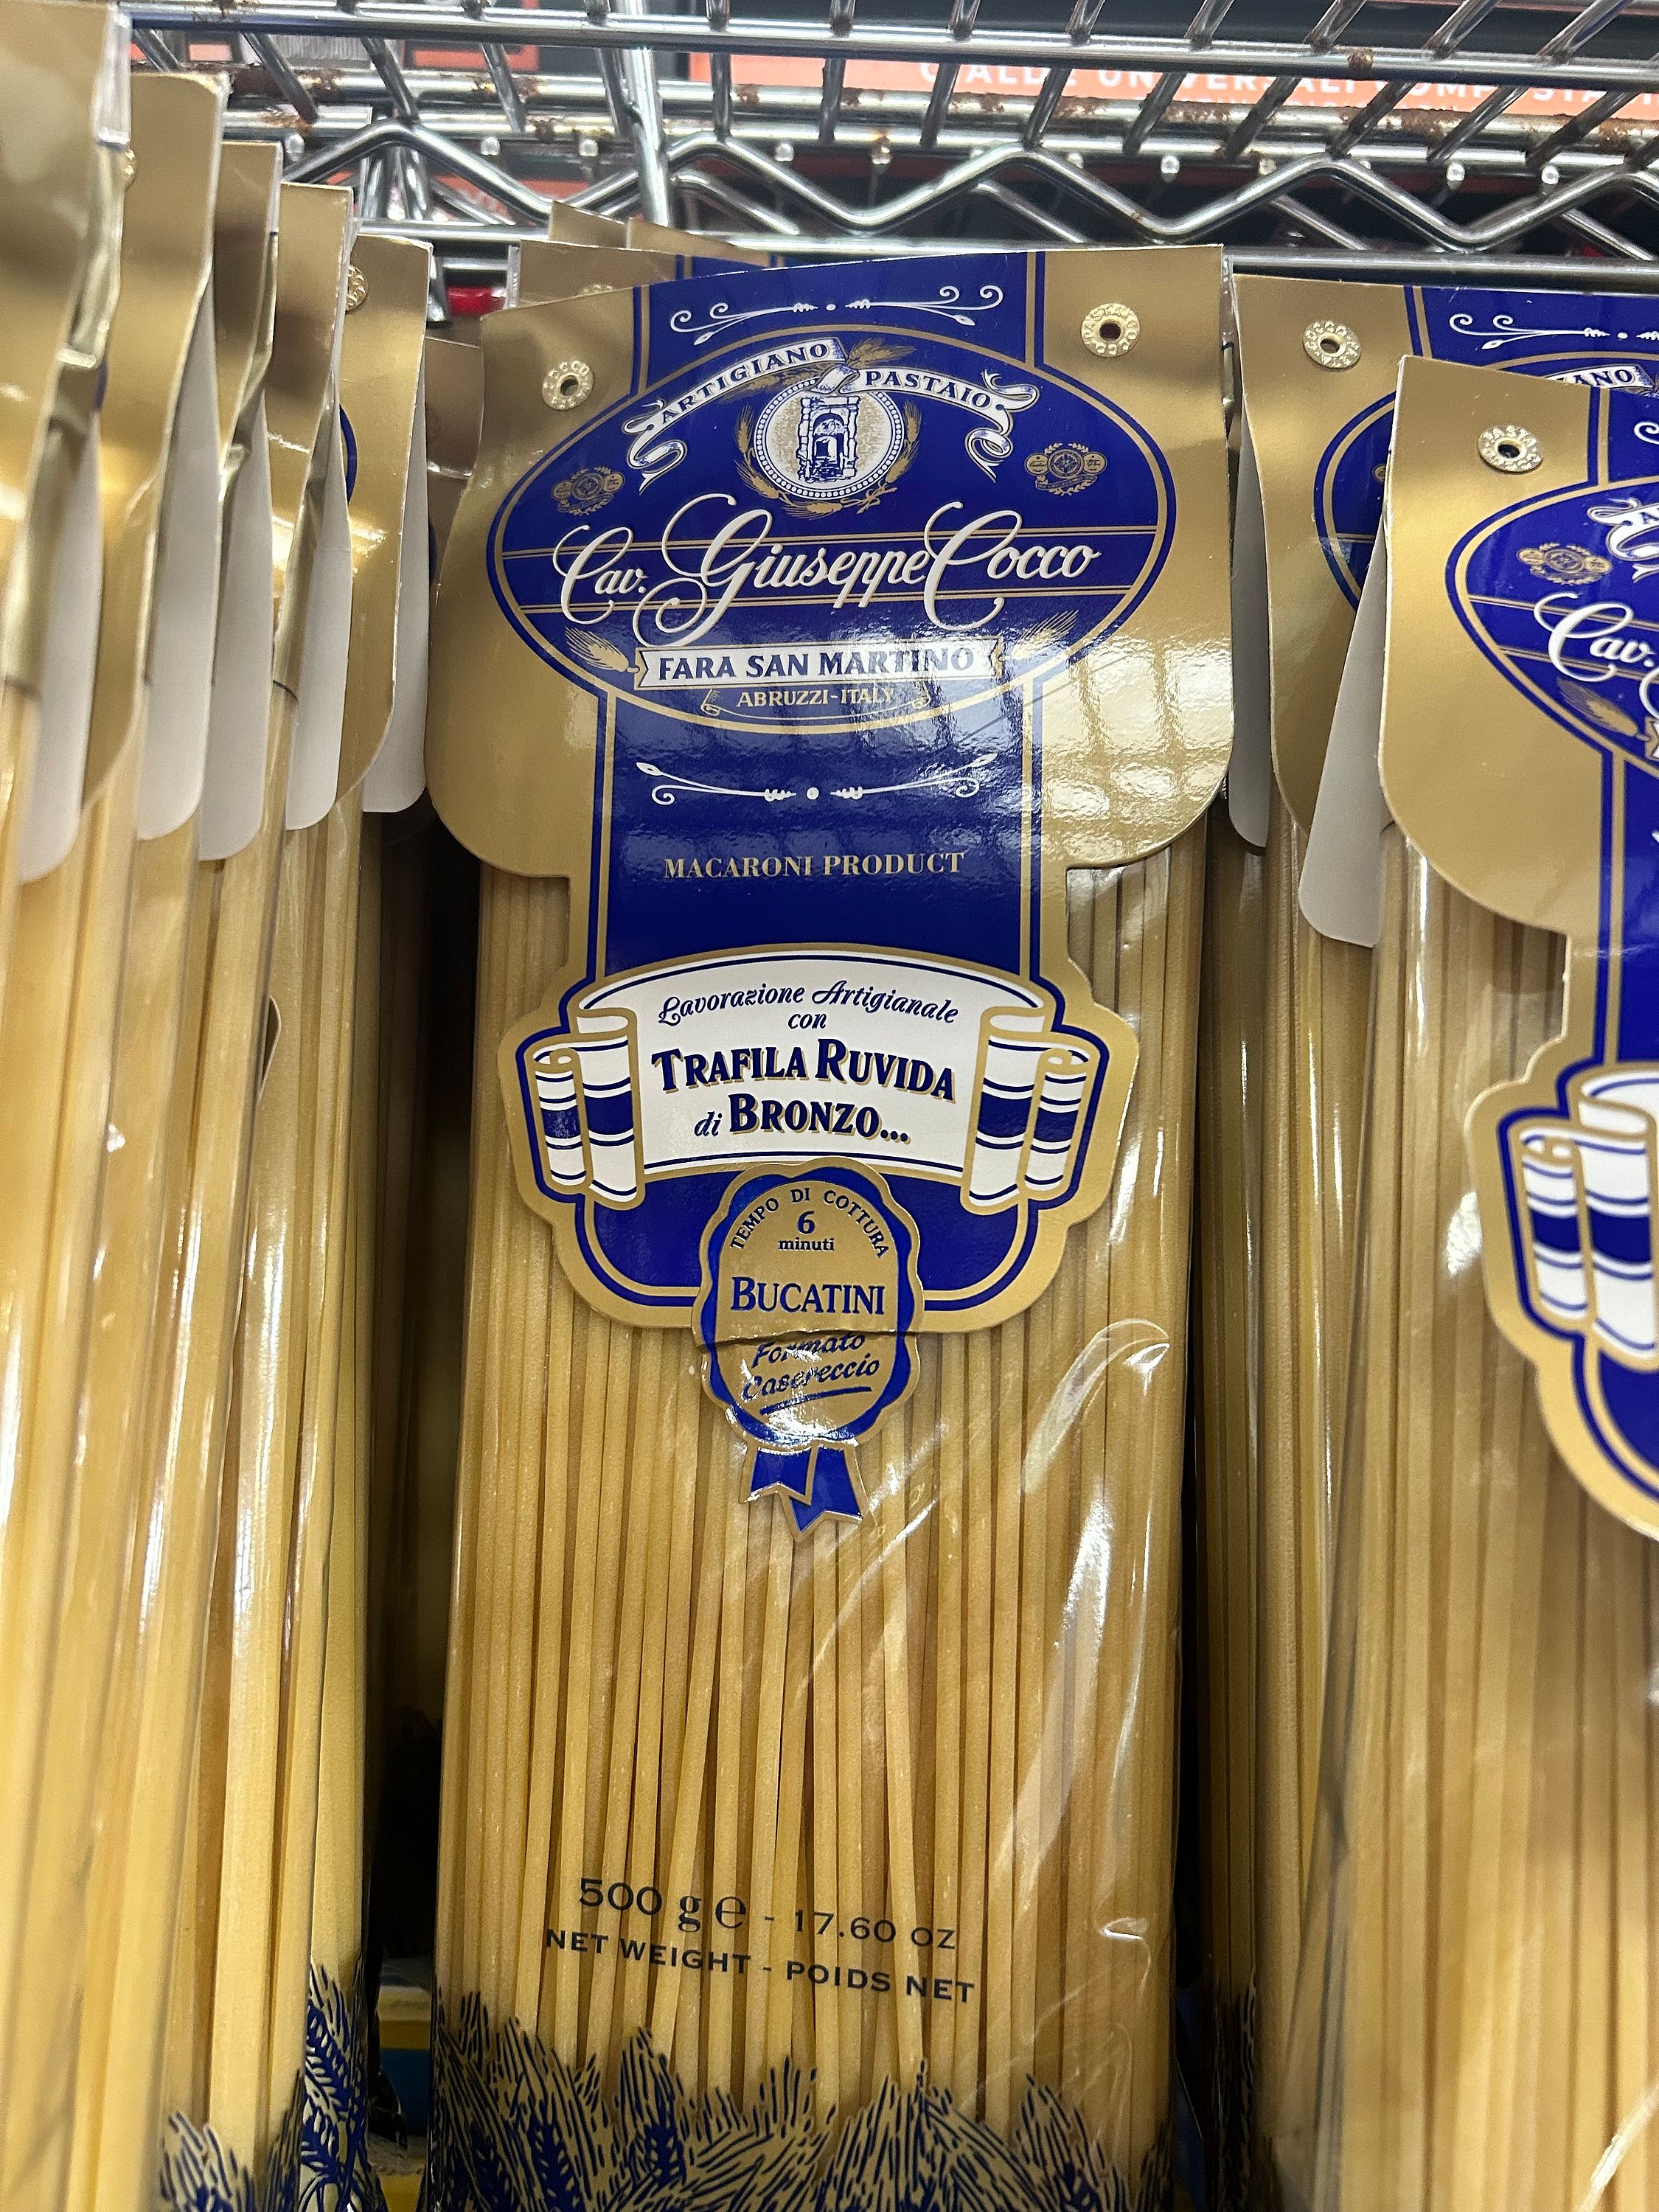 ARTIGIANO PASTAIO
Cav. Giuseppe Cocco
FARA SAN MARTINO
ABRUZZI-ITALY
MACARONI PRODUCT
Lavorazione Artigianale
con
TRAFILA RUVIDA
di BRONZO...
TEMPO DI COTTURA
6
minuti
BUCATINI
Formato
Casereccio
500 g e - 17.60 OZ
NET WEIGHT - POIDS NET
Cav.